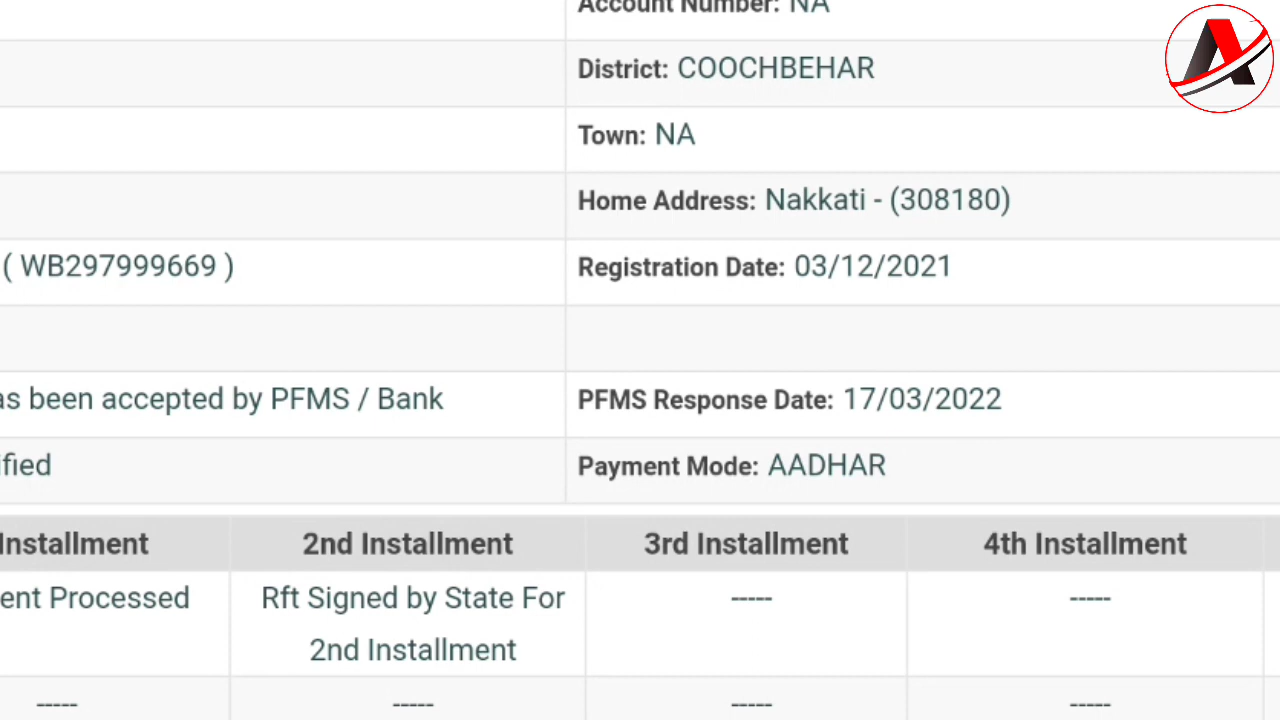 Account Number: NA
District: COOCHBEHAR
Town: NA
Home Address: Nakkati - (308180)
( WB297999669 )
Registration Date: 03/12/2021
as been accepted by PFMS / Bank
PFMS Response Date: 17/03/2022
ified
Payment Mode: AADHAR
Installment
2nd Installment
3rd Installment
4th Installment
ent Processed
Rft Signed by State For
2nd Installment
-----
-----
-----
-----
-----
-----